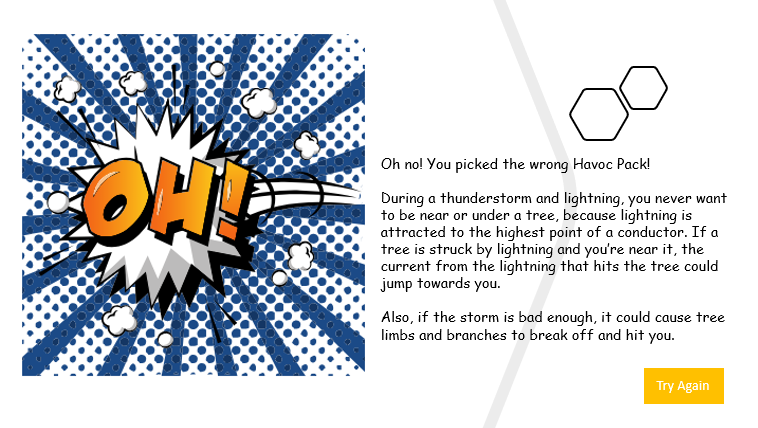 OH!
Oh no! You picked the wrong Havoc Pack!
During a thunderstorm and lightning, you never want
to be near or under a tree, because lightning is
attracted to the highest point of a conductor. If a
tree is struck by lightning and you’re near it, the
current from the lightning that hits the tree could
jump towards you.
Also, if the storm is bad enough, it could cause tree
limbs and branches to break off and hit you.
Try Again